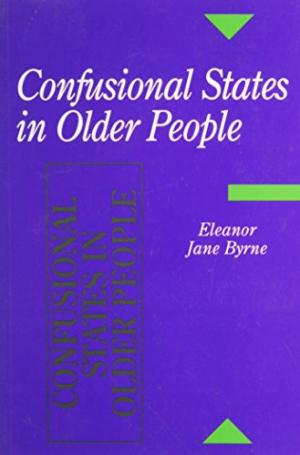 Confusional States
in Older People
Eleanor
Jane Byrne
CONFUSIONAL
STATES IN
OLDER PEOPLE